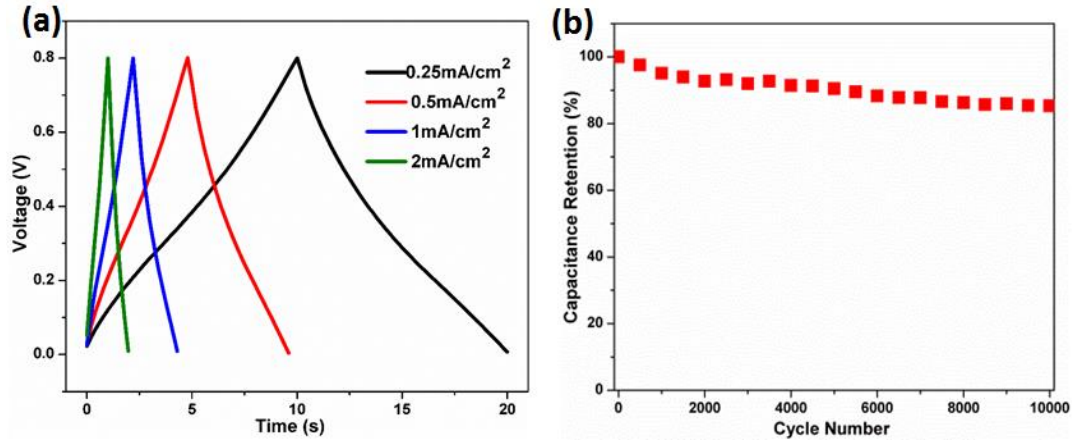 (a)
0.8
0.6
0.4
0.2
0.0
Voltage (V)
0.25mA/cm²
0.5mA/cm²
1mA/cm²
2mA/cm²
0 5 10 15 20
Time (s)
(b)
100
80
60
40
20
0
Capacitance Retention (%)
0 2000 4000 6000 8000 10000
Cycle Number